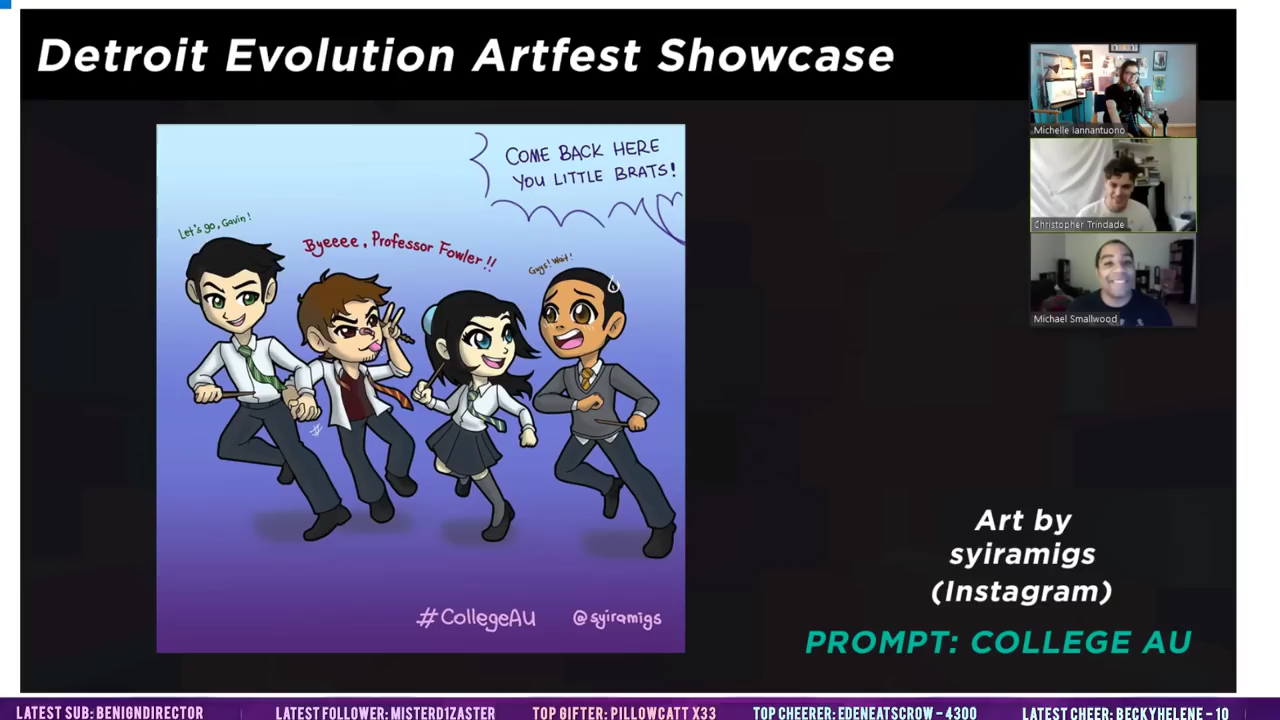 Detroit Evolution Artfest Showcase
COME BACK HERE
YOU LITTLE BRATS!
Let's go, Gavin!
Byeeee, Professor Fowler!!
Guys! Wait!
#CollegeAU @syiramigs
Michelle Iannantuono
Christopher Trindade
Michael Smallwood
Art by
syiramigs
(Instagram)
PROMPT: COLLEGE AU
LATEST SUB: BENIGNDIRECTOR LATEST FOLLOWER: MISTERD1ZASTER TOP GIFTER: PILLOWCATT X33 TOP CHEERER: EDENEATSCROW - 4300 LATEST CHEER: BECKYHELENE - 10